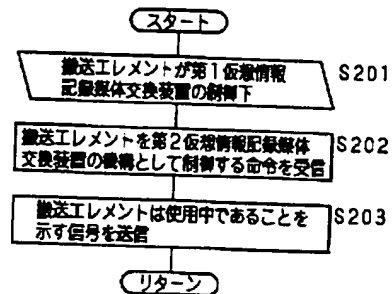 スタート
搬送エレメントが第1仮想情報
記録媒体交換装置の制御下
S201
搬送エレメントを第2仮想情報記録媒体
交換装置の機構として制御する命令を受信
S202
搬送エレメントは使用中であることを
示す信号を送信
S203
リターン